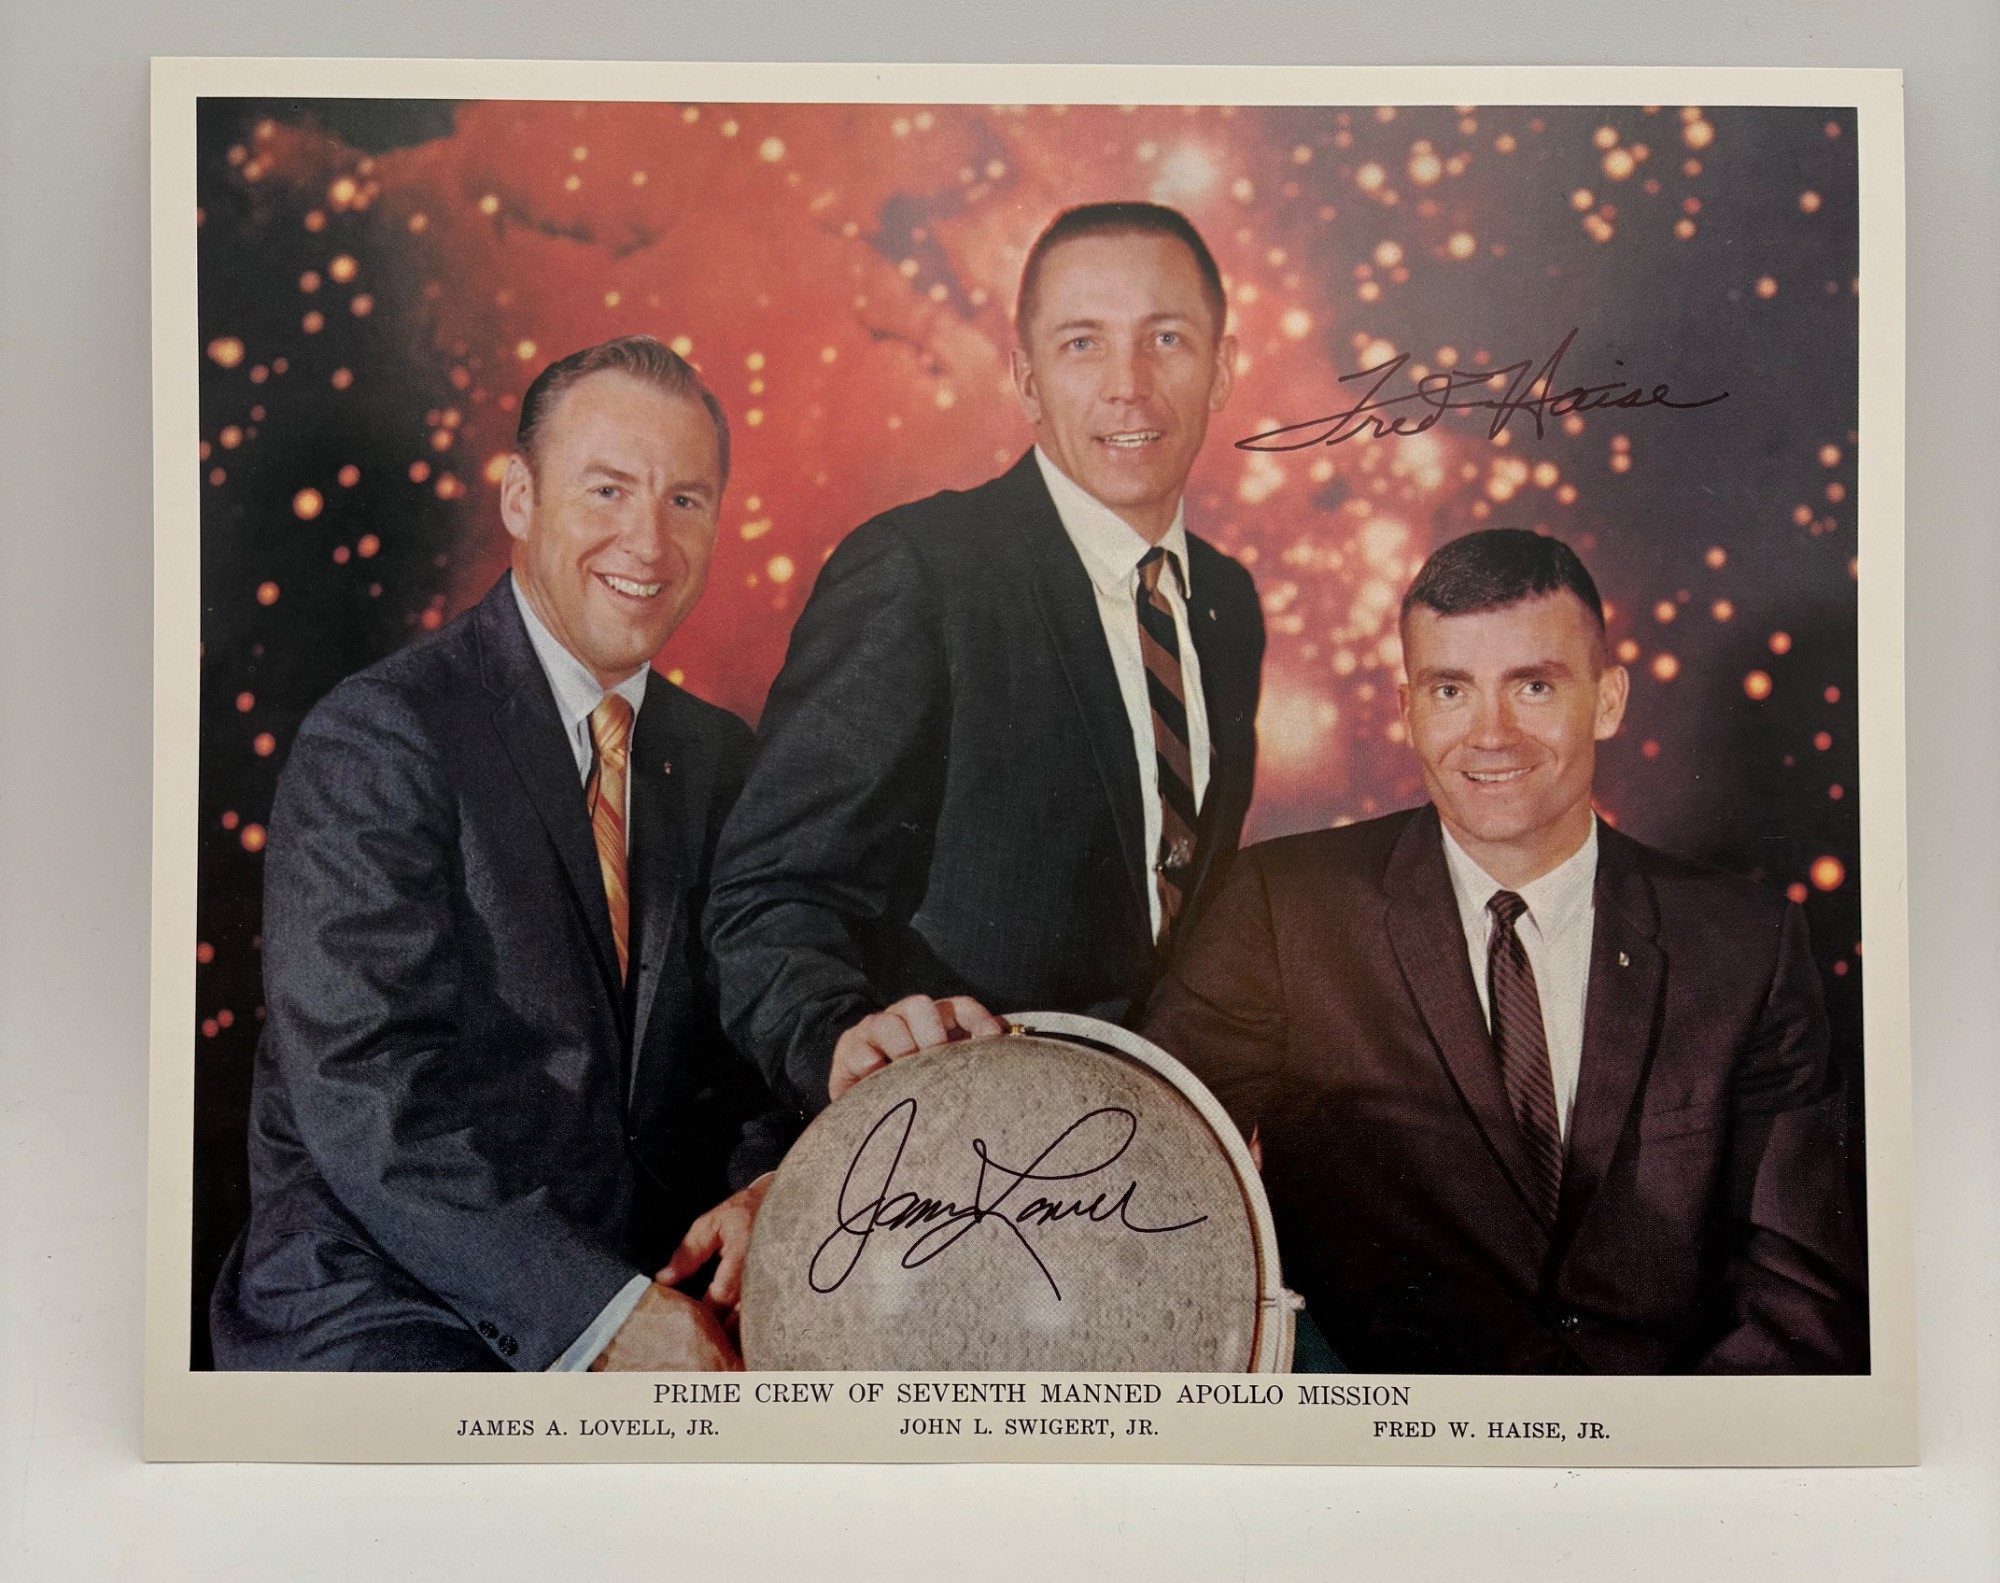 Fred Haise
James Lovell
PRIME CREW OF SEVENTH MANNED APOLLO MISSION
JAMES A. LOVELL, JR. JOHN L. SWIGERT, JR. FRED W. HAISE, JR.